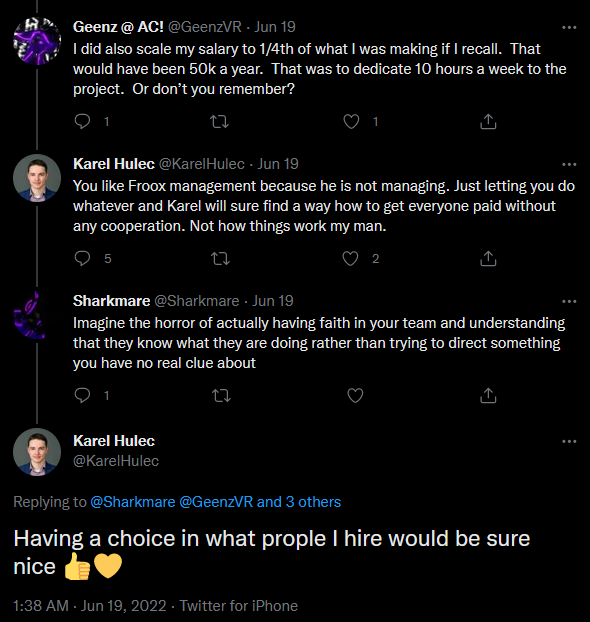 Geenz @ AC! @GeenzVR · Jun 19
I did also scale my salary to 1/4th of what I was making if I recall.  That
would have been 50k a year.  That was to dedicate 10 hours a week to the
project.  Or don't you remember?
1 1
Karel Hulec @KarelHulec · Jun 19
You like Froox management because he is not managing. Just letting you do
whatever and Karel will sure find a way how to get everyone paid without
any cooperation. Not how things work my man.
5 2
Sharkmare @Sharkmare · Jun 19
Imagine the horror of actually having faith in your team and understanding
that they know what they are doing rather than trying to direct something
you have no real clue about
1
Karel Hulec
@KarelHulec
Replying to @Sharkmare @GeenzVR and 3 others
Having a choice in what prople I hire would be sure
nice 👍💛
1:38 AM · Jun 19, 2022 · Twitter for iPhone